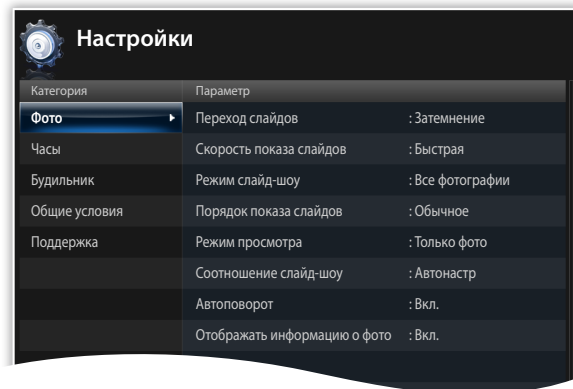 Настройки
Категория Параметр
Фото Переход слайдов : Затемнение
Часы Скорость показа слайдов : Быстрая
Будильник Режим слайд-шоу : Все фотографии
Общие условия Порядок показа слайдов : Обычное
Поддержка Режим просмотра : Только фото
Соотношение слайд-шоу : Автонастр
Автоповорот : Вкл.
Отображать информацию о фото : Вкл.